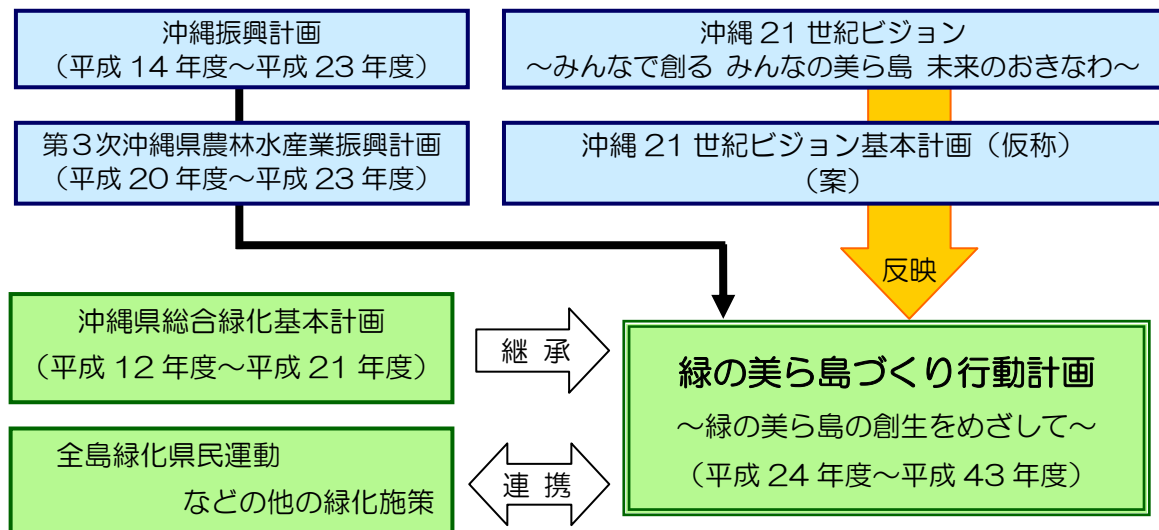 沖縄振興計画
（平成 14 年度～平成 23 年度）
沖縄 21 世紀ビジョン
～みんなで創る みんなの美ら島 未来のおきなわ～
第３次沖縄県農林水産業振興計画
（平成 20 年度～平成 23 年度）
沖縄 21 世紀ビジョン基本計画（仮称）
（案）
反映
沖縄県総合緑化基本計画
（平成 12 年度～平成 21 年度）
継 承
緑の美ら島づくり行動計画
～緑の美ら島の創生をめざして～
（平成 24 年度～平成 43 年度）
全島緑化県民運動
などの他の緑化施策
連 携